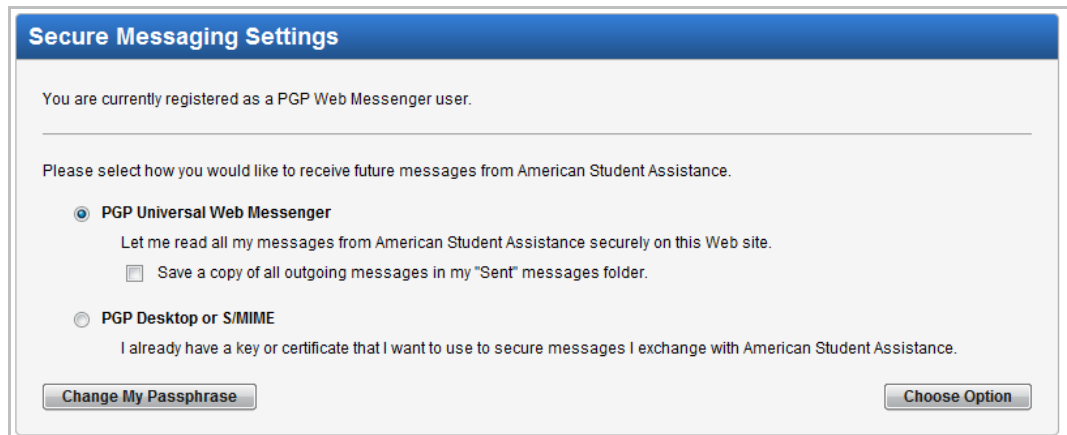 Secure Messaging Settings
You are currently registered as a PGP Web Messenger user.
Please select how you would like to receive future messages from American Student Assistance.
PGP Universal Web Messenger
Let me read all my messages from American Student Assistance securely on this Web site.
Save a copy of all outgoing messages in my "Sent" messages folder.
PGP Desktop or S/MIME
I already have a key or certificate that I want to use to secure messages I exchange with American Student Assistance.
Change My Passphrase Choose Option